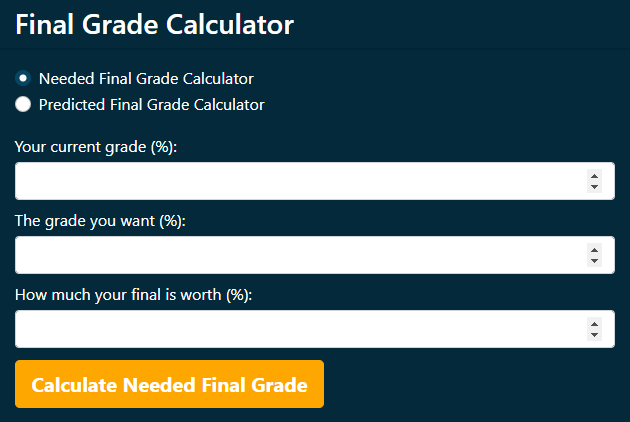 Final Grade Calculator
Needed Final Grade Calculator
Predicted Final Grade Calculator
Your current grade (%):
The grade you want (%):
How much your final is worth (%):
Calculate Needed Final Grade